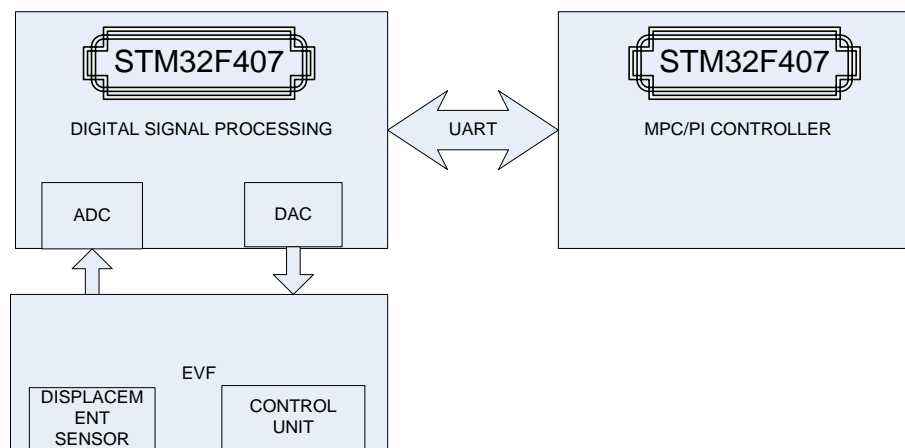 STM32F407
STM32F407
DIGITAL SIGNAL PROCESSING
UART
MPC/PI CONTROLLER
ADC
DAC
EVF
DISPLACEM
ENT
SENSOR
CONTROL
UNIT